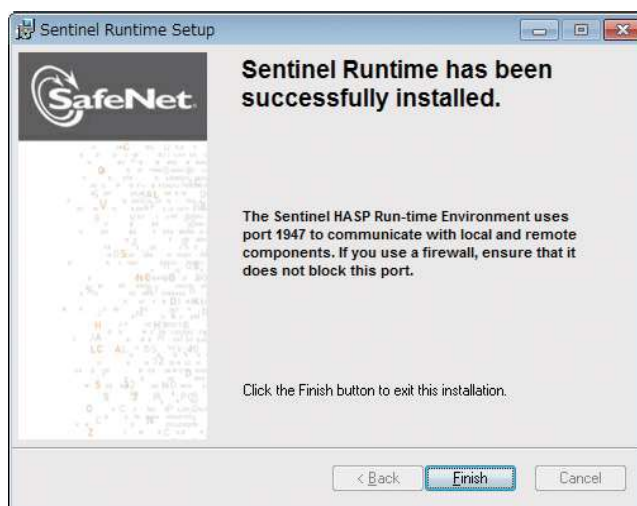 Sentinel Runtime Setup
SafeNet.
Sentinel Runtime has been
successfully installed.
The Sentinel HASP Run-time Environment uses
port 1947 to communicate with local and remote
components. If you use a firewall, ensure that it
does not block this port.
Click the Finish button to exit this installation.
< Back
Finish
Cancel